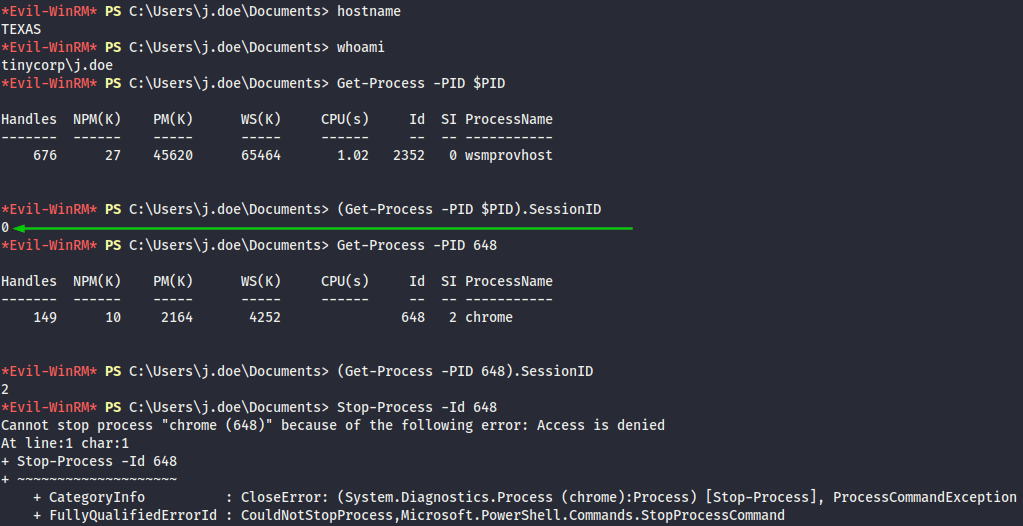 *Evil-WinRM* PS C:\Users\j.doe\Documents> hostname
TEXAS
*Evil-WinRM* PS C:\Users\j.doe\Documents> whoami
tinycorp\j.doe
*Evil-WinRM* PS C:\Users\j.doe\Documents> Get-Process -PID $PID

Handles  NPM(K)    PM(K)      WS(K)     CPU(s)     Id  SI ProcessName
-------  ------    -----      -----     ------     --  -- -----------
    676      27    45620      65464       1.02   2352   0 wsmprovhost


*Evil-WinRM* PS C:\Users\j.doe\Documents> (Get-Process -PID $PID).SessionID
0
*Evil-WinRM* PS C:\Users\j.doe\Documents> Get-Process -PID 648

Handles  NPM(K)    PM(K)      WS(K)     CPU(s)     Id  SI ProcessName
-------  ------    -----      -----     ------     --  -- -----------
    149      10     2164       4252               648   2 chrome


*Evil-WinRM* PS C:\Users\j.doe\Documents> (Get-Process -PID 648).SessionID
2
*Evil-WinRM* PS C:\Users\j.doe\Documents> Stop-Process -Id 648
Cannot stop process "chrome (648)" because of the following error: Access is denied
At line:1 char:1
+ Stop-Process -Id 648
+ ~~~~~~~~~~~~~~~~~~~~
    + CategoryInfo          : CloseError: (System.Diagnostics.Process (chrome):Process) [Stop-Process], ProcessCommandException
    + FullyQualifiedErrorId : CouldNotStopProcess,Microsoft.PowerShell.Commands.StopProcessCommand